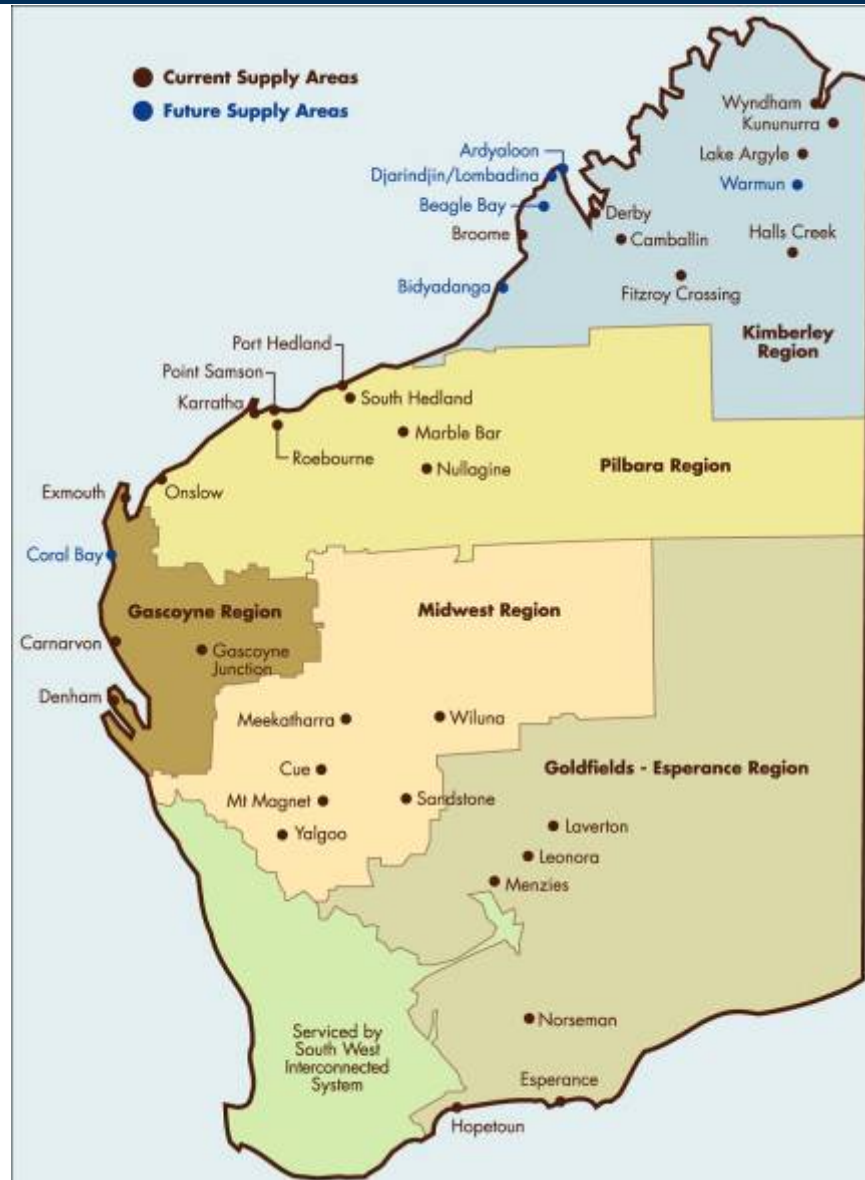 Current Supply Areas
Future Supply Areas
Wyndham
Kununurra
Ardyaloon
Lake Argyle
Djarindjin/Lombadina
Warmun
Beagle Bay
Derby
Broome
Camballin
Halls Creek
Bidyadanga
Fitzroy Crossing
Kimberley
Region
Port Hedland
Point Samson
Karratha
South Hedland
Marble Bar
Roebourne
Nullagine
Pilbara Region
Exmouth
Onslow
Coral Bay
Gascoyne Region
Midwest Region
Carnarvon
Gascoyne
Junction
Denham
Meekatharra
Wiluna
Cue
Goldfields - Esperance Region
Mt Magnet
Sandstone
Yalgoo
Laverton
Leonora
Menzies
Norseman
Serviced by
South West
Interconnected
System
Esperance
Hopetoun